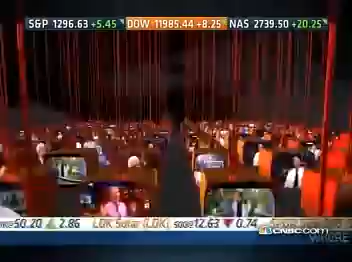 S&P 1296.63 +5.45 DOW 11985.44 +8.25 NAS 2739.50 +20.25
50.20 ▲ 2.86 LDK Solar (LDK) 12.63 ▼ 0.74
CNBC.com